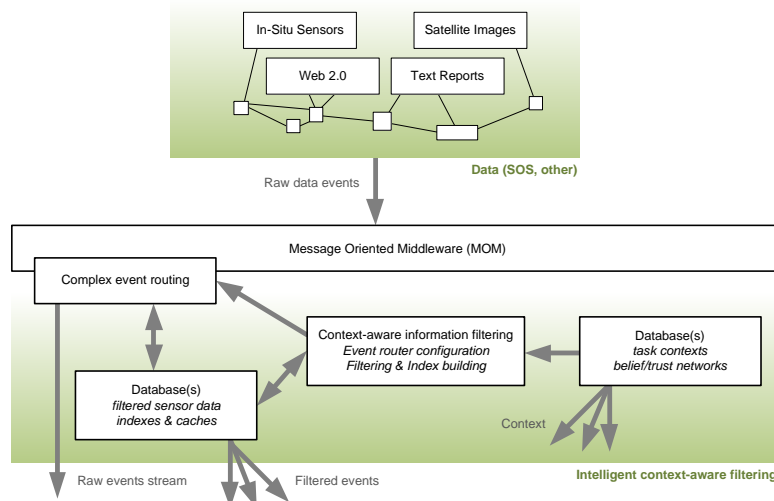 In-Situ Sensors
Satellite Images
Web 2.0
Text Reports
Data (SOS, other)
Raw data events
Message Oriented Middleware (MOM)
Complex event routing
Context-aware information filtering
Event router configuration
Filtering & Index building
Database(s)
task contexts
belief/trust networks
Database(s)
filtered sensor data
indexes & caches
Context
Raw events stream
Filtered events
Intelligent context-aware filtering